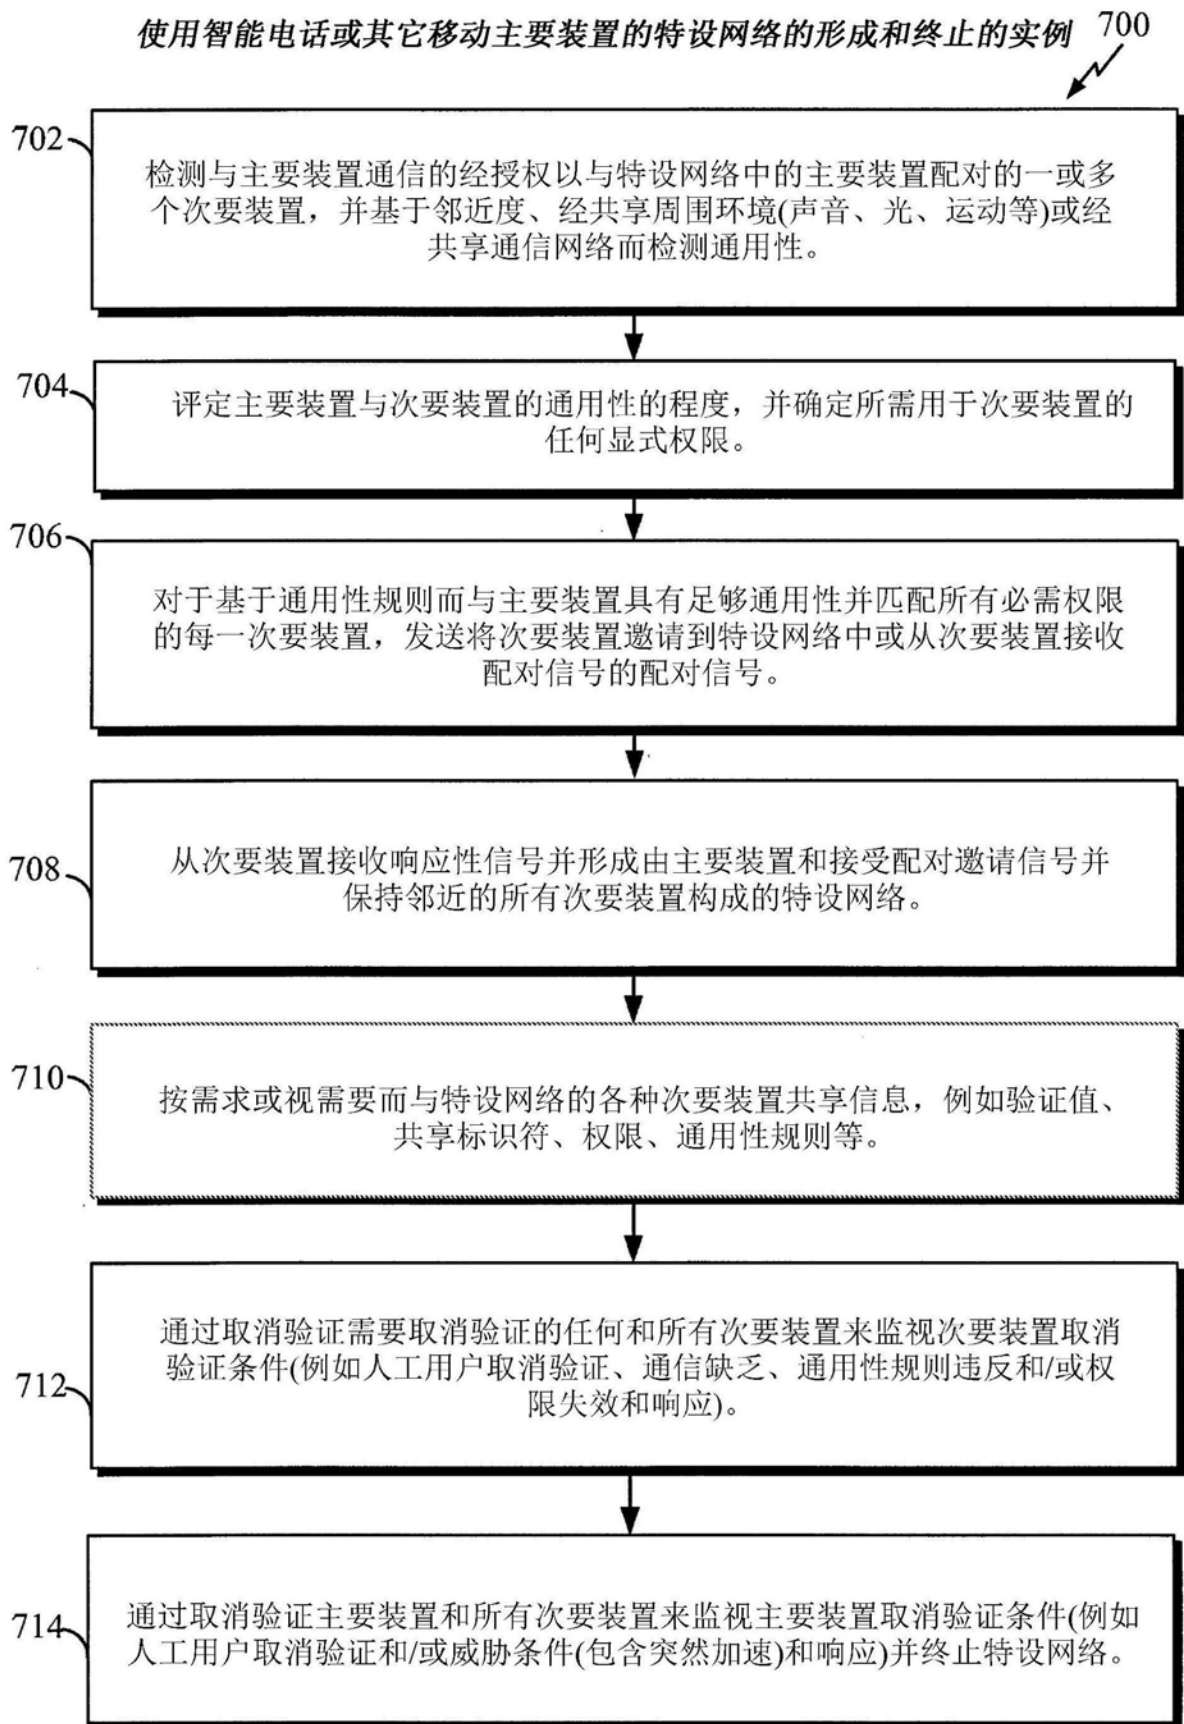 使用智能电话或其它移动主要装置的特设网络的形成和终止的实例
700
702
检测与主要装置通信的经授权以与特设网络中的主要装置配对的一或多
个次要装置，并基于邻近度、经共享周围环境(声音、光、运动等)或经
共享通信网络而检测通用性。
704
评定主要装置与次要装置的通用性的程度，并确定所需用于次要装置的
任何显式权限。
706
对于基于通用性规则而与主要装置具有足够通用性并匹配所有必需权限
的每一次要装置，发送将次要装置邀请到特设网络中或从次要装置接收
配对信号的配对信号。
708
从次要装置接收响应性信号并形成由主要装置和接受配对邀请信号并
保持邻近的所有次要装置构成的特设网络。
710
按需求或视需要而与特设网络的各种次要装置共享信息，例如验证值、
共享标识符、权限、通用性规则等。
712
通过取消验证需要取消验证的任何和所有次要装置来监视次要装置取消
验证条件(例如人工用户取消验证、通信缺乏、通用性规则违反和/或权
限失效和响应)。
714
通过取消验证主要装置和所有次要装置来监视主要装置取消验证条件(例如
人工用户取消验证和/或威胁条件(包含突然加速)和响应)并终止特设网络。